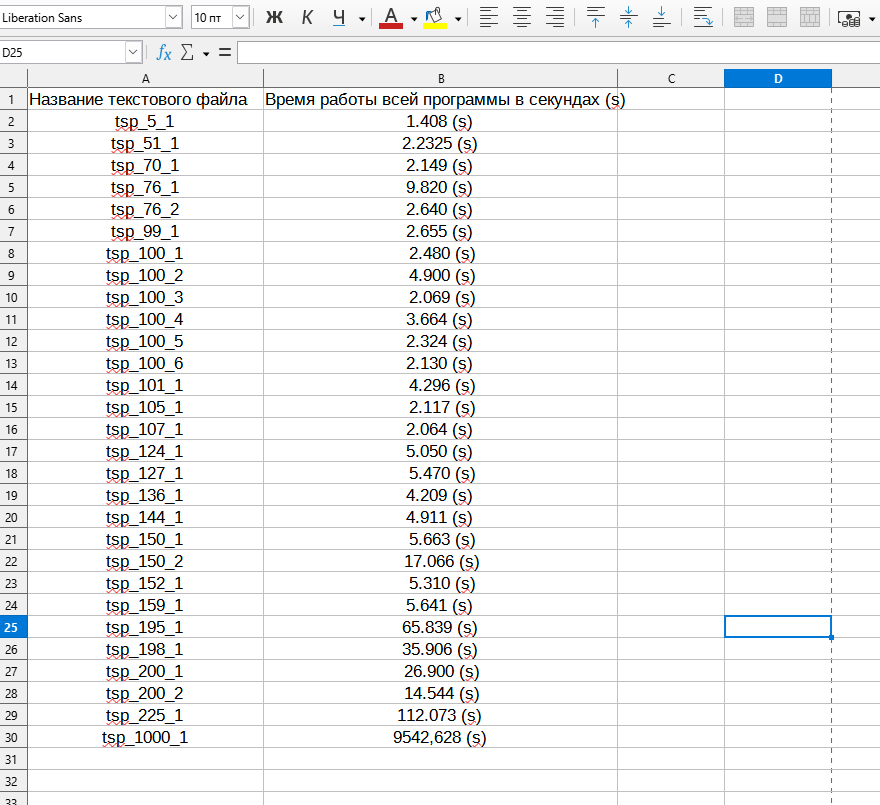 Liberation Sans 10 пт Ж К Ч А
D25 fx Σ =
A B C D
1 Название текстового файла Время работы всей программы в секундах (s)
2 tsp_5_1 1.408 (s)
3 tsp_51_1 2.2325 (s)
4 tsp_70_1 2.149 (s)
5 tsp_76_1 9.820 (s)
6 tsp_76_2 2.640 (s)
7 tsp_99_1 2.655 (s)
8 tsp_100_1 2.480 (s)
9 tsp_100_2 4.900 (s)
10 tsp_100_3 2.069 (s)
11 tsp_100_4 3.664 (s)
12 tsp_100_5 2.324 (s)
13 tsp_100_6 2.130 (s)
14 tsp_101_1 4.296 (s)
15 tsp_105_1 2.117 (s)
16 tsp_107_1 2.064 (s)
17 tsp_124_1 5.050 (s)
18 tsp_127_1 5.470 (s)
19 tsp_136_1 4.209 (s)
20 tsp_144_1 4.911 (s)
21 tsp_150_1 5.663 (s)
22 tsp_150_2 17.066 (s)
23 tsp_152_1 5.310 (s)
24 tsp_159_1 5.641 (s)
25 tsp_195_1 65.839 (s)
26 tsp_198_1 35.906 (s)
27 tsp_200_1 26.900 (s)
28 tsp_200_2 14.544 (s)
29 tsp_225_1 112.073 (s)
30 tsp_1000_1 9542,628 (s)
31
32
33